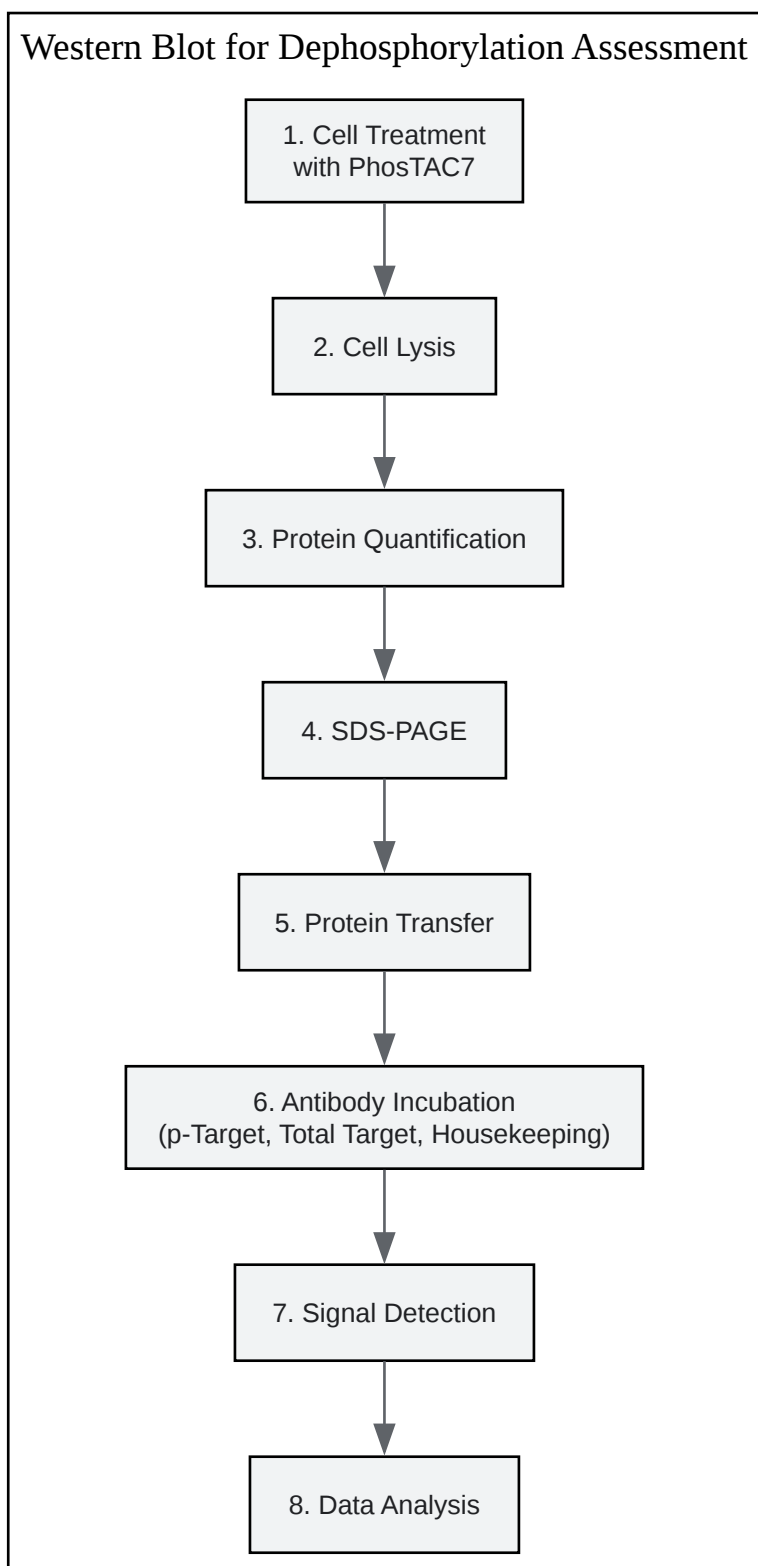 Western Blot for Dephosphorylation Assessment
1. Cell Treatment
with PhosTAC7
2. Cell Lysis
3. Protein Quantification
4. SDS-PAGE
5. Protein Transfer
6. Antibody Incubation
(p-Target, Total Target, Housekeeping)
7. Signal Detection
8. Data Analysis